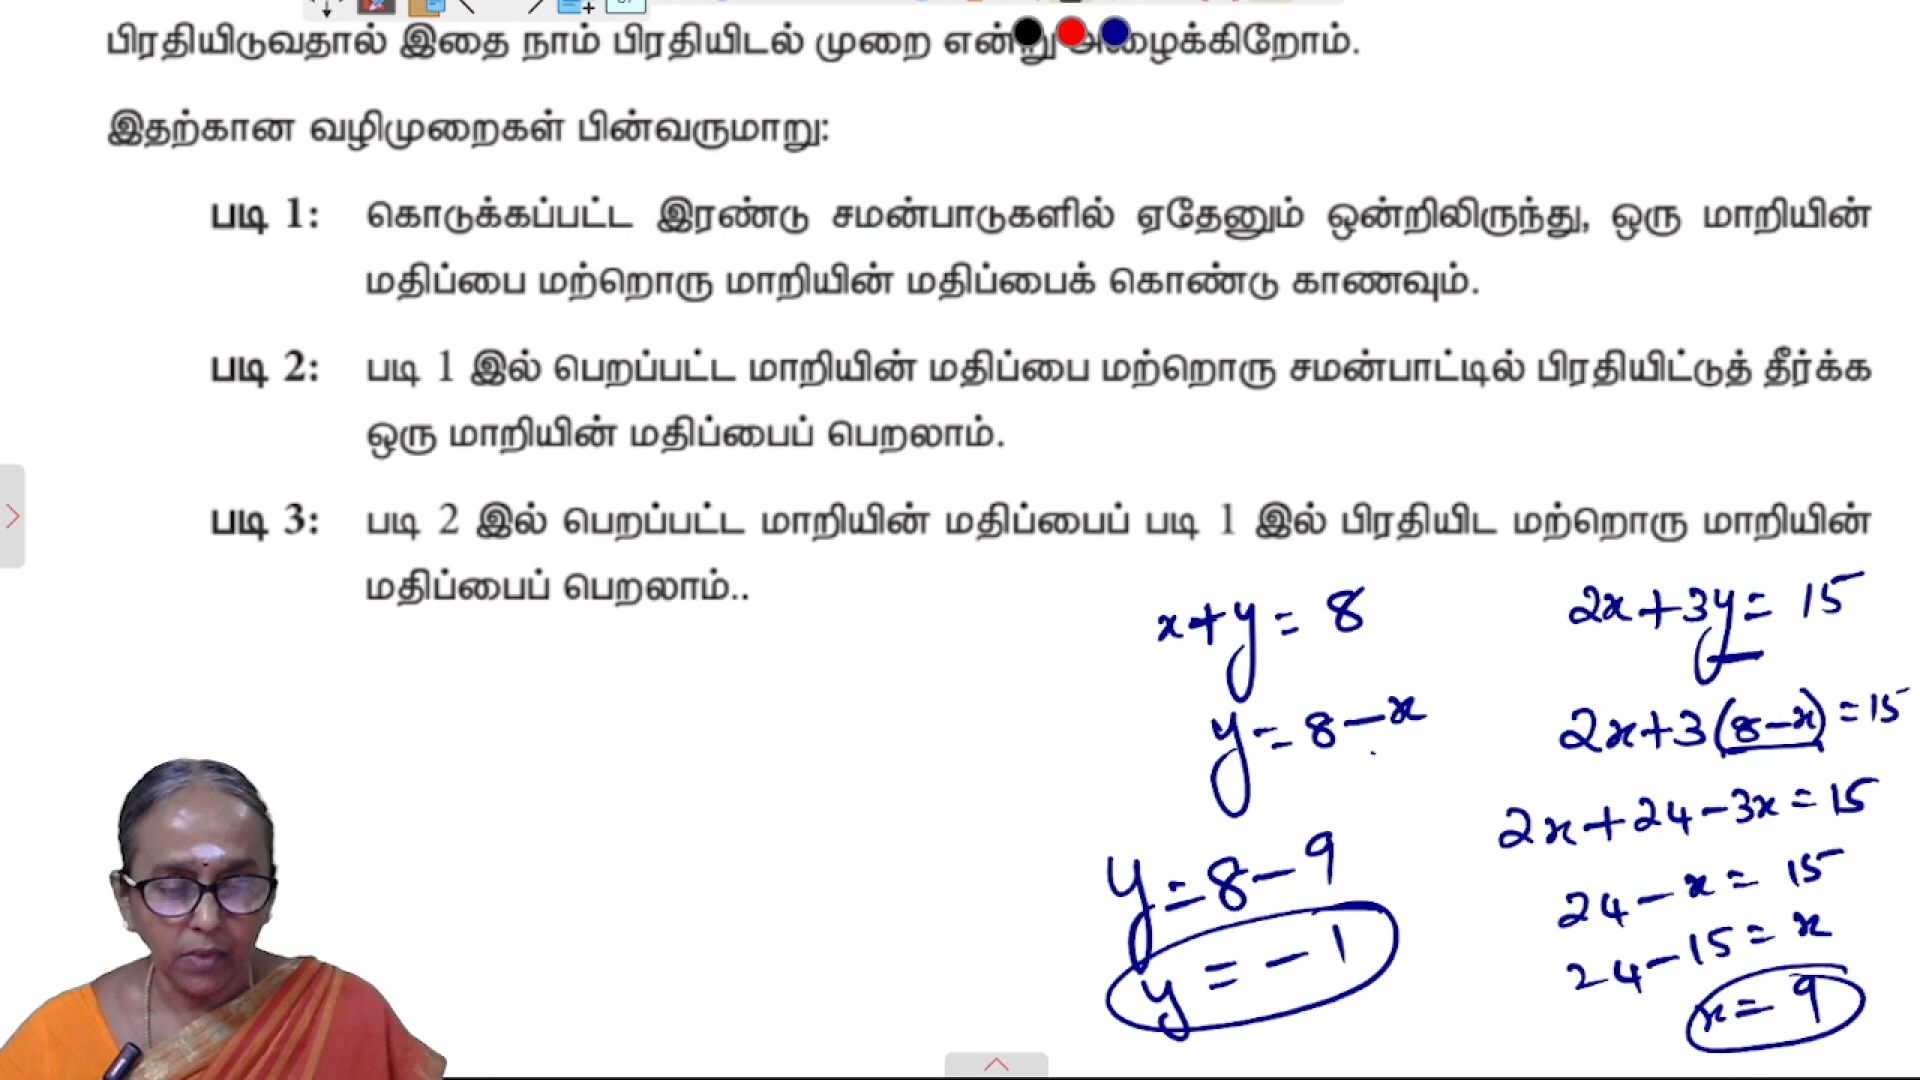 பிரதியிடுவதால் இதை நாம் பிரதியிடல் முறை என்று அழைக்கிறோம்.
இதற்கான வழிமுறைகள் பின்வருமாறு:
படி 1: கொடுக்கப்பட்ட இரண்டு சமன்பாடுகளில் ஏதேனும் ஒன்றிலிருந்து, ஒரு மாறியின்
மதிப்பை மற்றொரு மாறியின் மதிப்பைக் கொண்டு காணவும்.
படி 2: படி 1 இல் பெறப்பட்ட மாறியின் மதிப்பை மற்றொரு சமன்பாட்டில் பிரதியிட்டுத் தீர்க்க
ஒரு மாறியின் மதிப்பைப் பெறலாம்.
படி 3: படி 2 இல் பெறப்பட்ட மாறியின் மதிப்பைப் படி 1 இல் பிரதியிட மற்றொரு மாறியின்
மதிப்பைப் பெறலாம்..
x+y=8
y=8-x
y=8-9
y=-1
2x+3y=15
2x+3(8-x)=15
2x+24-3x=15
24-x=15
24-15=x
x=9